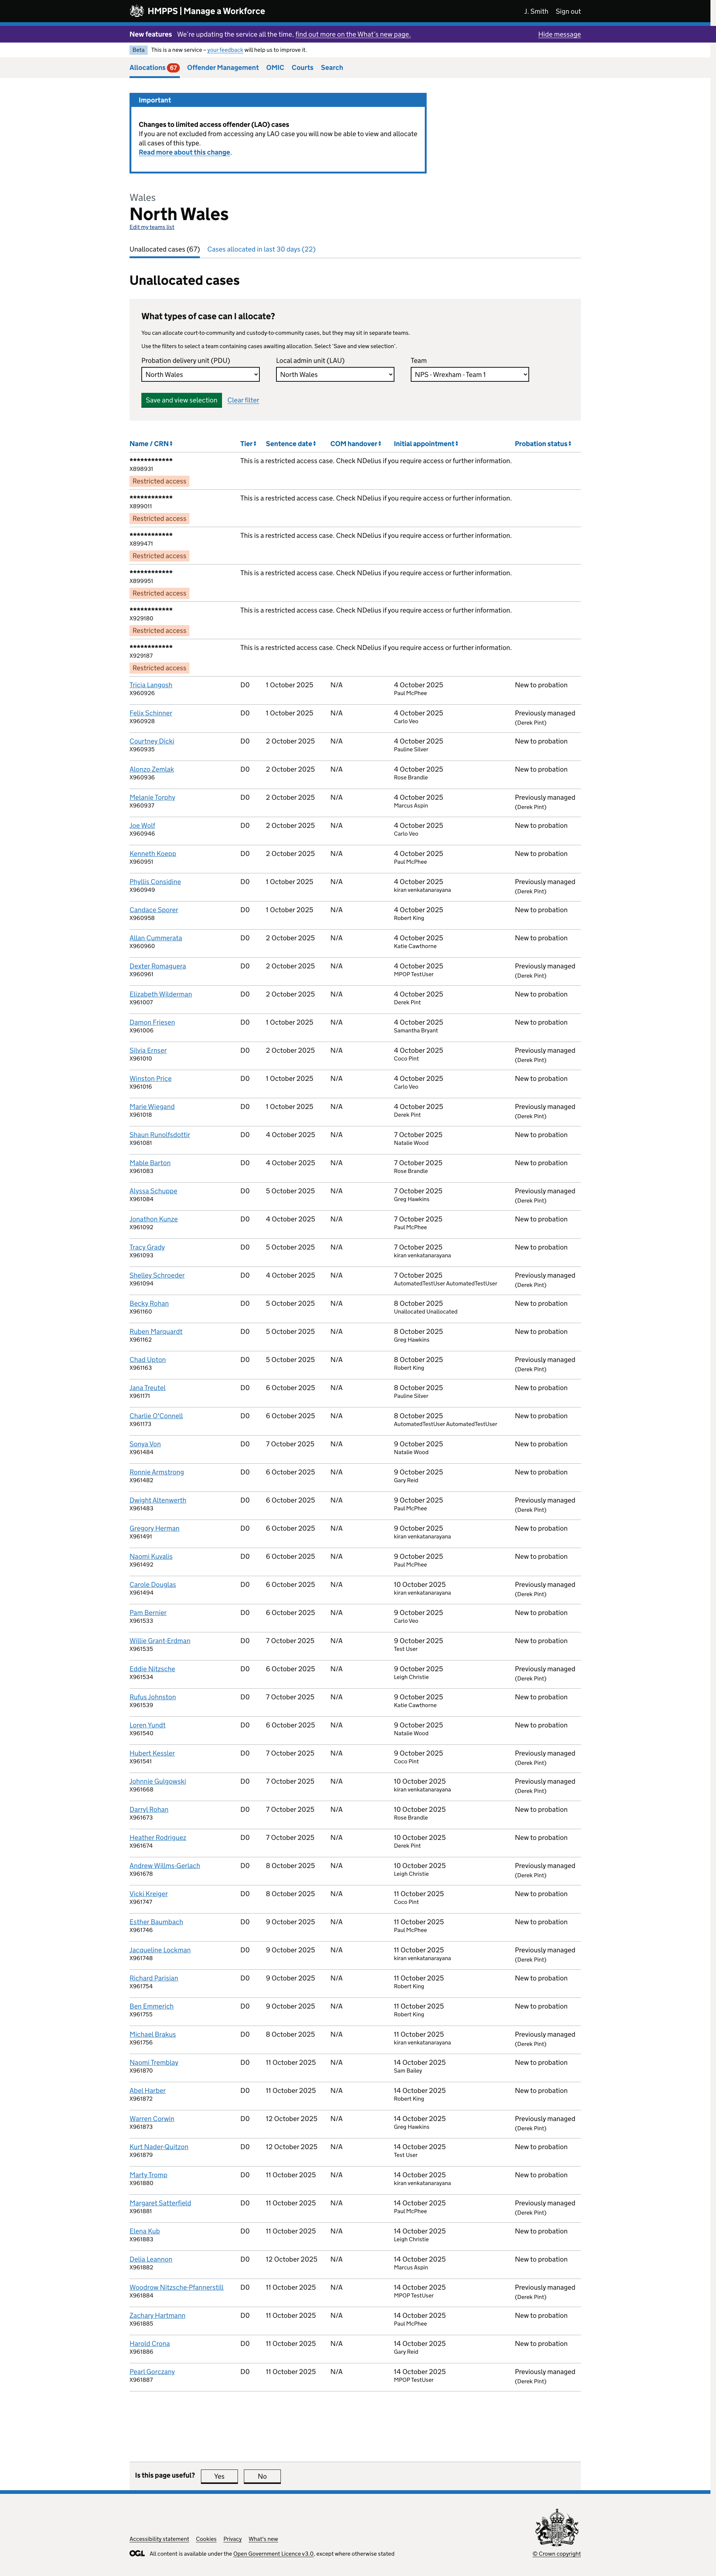 HMPPS | Manage a Workforce J. Smith Sign out
New features We're updating the service all the time, find out more on the What's new page. Hide message
Beta This is a new service – your feedback will help us to improve it.
Allocations 67 Offender Management OMIC Courts Search
Important
Changes to limited access offender (LAO) cases
If you are not excluded from accessing any LAO case you will now be able to view and allocate
all cases of this type.
Read more about this change.
Wales
North Wales
Edit my teams list
Unallocated cases (67) Cases allocated in last 30 days (22)
Unallocated cases
What types of case can I allocate?
You can allocate court-to-community and custody-to-community cases, but they may sit in separate teams.
Use the filters to select a team containing cases awaiting allocation. Select 'Save and view selection'.
Probation delivery unit (PDU) Local admin unit (LAU) Team
North Wales North Wales NPS - Wrexham - Team 1
Save and view selection Clear filter
Name / CRN Tier Sentence date COM handover Initial appointment Probation status
************ This is a restricted access case. Check NDelius if you require access or further information.
X898931
Restricted access
************ This is a restricted access case. Check NDelius if you require access or further information.
X899011
Restricted access
************ This is a restricted access case. Check NDelius if you require access or further information.
X899471
Restricted access
************ This is a restricted access case. Check NDelius if you require access or further information.
X899951
Restricted access
************ This is a restricted access case. Check NDelius if you require access or further information.
X929180
Restricted access
************ This is a restricted access case. Check NDelius if you require access or further information.
X929187
Restricted access
Tricia Langosh D0 1 October 2025 N/A 4 October 2025 New to probation
X960926 Paul McPhee
Felix Schinner D0 1 October 2025 N/A 4 October 2025 Previously managed
X960928 Carlo Veo (Derek Pint)
Courtney Dicki D0 2 October 2025 N/A 4 October 2025 New to probation
X960935 Pauline Silver
Alonzo Zemlak D0 2 October 2025 N/A 4 October 2025 New to probation
X960936 Rose Brandle
Melanie Torphy D0 2 October 2025 N/A 4 October 2025 Previously managed
X960937 Marcus Aspin (Derek Pint)
Joe Wolf D0 2 October 2025 N/A 4 October 2025 New to probation
X960946 Carlo Veo
Kenneth Koepp D0 2 October 2025 N/A 4 October 2025 New to probation
X960951 Paul McPhee
Phyllis Considine D0 1 October 2025 N/A 4 October 2025 Previously managed
X960949 kiran venkatanarayana (Derek Pint)
Candace Sporer D0 1 October 2025 N/A 4 October 2025 New to probation
X960958 Robert King
Allan Cummerata D0 2 October 2025 N/A 4 October 2025 New to probation
X960960 Katie Cawthorne
Dexter Romaguera D0 2 October 2025 N/A 4 October 2025 Previously managed
X960961 MPOP TestUser (Derek Pint)
Elizabeth Wilderman D0 2 October 2025 N/A 4 October 2025 New to probation
X961007 Derek Pint
Damon Friesen D0 1 October 2025 N/A 4 October 2025 New to probation
X961006 Samantha Bryant
Silvia Ernser D0 2 October 2025 N/A 4 October 2025 Previously managed
X961010 Coco Pint (Derek Pint)
Winston Price D0 1 October 2025 N/A 4 October 2025 New to probation
X961016 Carlo Veo
Marie Wiegand D0 1 October 2025 N/A 4 October 2025 Previously managed
X961018 Derek Pint (Derek Pint)
Shaun Runolfsdottir D0 4 October 2025 N/A 7 October 2025 New to probation
X961081 Natalie Wood
Mable Barton D0 4 October 2025 N/A 7 October 2025 New to probation
X961083 Rose Brandle
Alyssa Schuppe D0 5 October 2025 N/A 7 October 2025 Previously managed
X961084 Greg Hawkins (Derek Pint)
Jonathon Kunze D0 4 October 2025 N/A 7 October 2025 New to probation
X961092 Paul McPhee
Tracy Grady D0 5 October 2025 N/A 7 October 2025 New to probation
X961093 kiran venkatanarayana
Shelley Schroeder D0 4 October 2025 N/A 7 October 2025 Previously managed
X961094 AutomatedTestUser AutomatedTestUser (Derek Pint)
Becky Rohan D0 5 October 2025 N/A 8 October 2025 New to probation
X961160 Unallocated Unallocated
Ruben Marquardt D0 5 October 2025 N/A 8 October 2025 New to probation
X961162 Greg Hawkins
Chad Upton D0 5 October 2025 N/A 8 October 2025 Previously managed
X961163 Robert King (Derek Pint)
Jana Treutel D0 6 October 2025 N/A 8 October 2025 New to probation
X961171 Pauline Silver
Charlie O'Connell D0 6 October 2025 N/A 8 October 2025 New to probation
X961173 AutomatedTestUser AutomatedTestUser
Sonya Von D0 7 October 2025 N/A 9 October 2025 New to probation
X961484 Natalie Wood
Ronnie Armstrong D0 6 October 2025 N/A 9 October 2025 New to probation
X961482 Gary Reid
Dwight Altenwerth D0 6 October 2025 N/A 9 October 2025 Previously managed
X961483 Paul McPhee (Derek Pint)
Gregory Herman D0 6 October 2025 N/A 9 October 2025 New to probation
X961491 kiran venkatanarayana
Naomi Kuvalis D0 6 October 2025 N/A 9 October 2025 New to probation
X961492 Paul McPhee
Carole Douglas D0 6 October 2025 N/A 10 October 2025 Previously managed
X961494 kiran venkatanarayana (Derek Pint)
Pam Bernier D0 6 October 2025 N/A 9 October 2025 New to probation
X961533 Carlo Veo
Willie Grant-Erdman D0 7 October 2025 N/A 9 October 2025 New to probation
X961535 Test User
Eddie Nitzsche D0 6 October 2025 N/A 9 October 2025 Previously managed
X961534 Leigh Christie (Derek Pint)
Rufus Johnston D0 7 October 2025 N/A 9 October 2025 New to probation
X961539 Katie Cawthorne
Loren Yundt D0 6 October 2025 N/A 9 October 2025 New to probation
X961540 Natalie Wood
Hubert Kessler D0 7 October 2025 N/A 9 October 2025 Previously managed
X961541 Coco Pint (Derek Pint)
Johnnie Gulgowski D0 7 October 2025 N/A 10 October 2025 Previously managed
X961668 kiran venkatanarayana (Derek Pint)
Darryl Rohan D0 7 October 2025 N/A 10 October 2025 New to probation
X961673 Rose Brandle
Heather Rodriguez D0 7 October 2025 N/A 10 October 2025 New to probation
X961674 Derek Pint
Andrew Willms-Gerlach D0 8 October 2025 N/A 10 October 2025 Previously managed
X961678 Leigh Christie (Derek Pint)
Vicki Kreiger D0 8 October 2025 N/A 11 October 2025 New to probation
X961747 Coco Pint
Esther Baumbach D0 9 October 2025 N/A 11 October 2025 New to probation
X961746 Paul McPhee
Jacqueline Lockman D0 9 October 2025 N/A 11 October 2025 Previously managed
X961748 kiran venkatanarayana (Derek Pint)
Richard Parisian D0 9 October 2025 N/A 11 October 2025 New to probation
X961754 Robert King
Ben Emmerich D0 9 October 2025 N/A 11 October 2025 New to probation
X961755 Robert King
Michael Brakus D0 8 October 2025 N/A 11 October 2025 Previously managed
X961756 kiran venkatanarayana (Derek Pint)
Naomi Tremblay D0 11 October 2025 N/A 14 October 2025 New to probation
X961870 Sam Bailey
Abel Harber D0 11 October 2025 N/A 14 October 2025 New to probation
X961872 Robert King
Warren Corwin D0 12 October 2025 N/A 14 October 2025 Previously managed
X961873 Greg Hawkins (Derek Pint)
Kurt Nader-Quitzon D0 12 October 2025 N/A 14 October 2025 New to probation
X961879 Test User
Marty Tromp D0 11 October 2025 N/A 14 October 2025 New to probation
X961880 kiran venkatanarayana
Margaret Satterfield D0 11 October 2025 N/A 14 October 2025 Previously managed
X961881 Paul McPhee (Derek Pint)
Elena Kub D0 11 October 2025 N/A 14 October 2025 New to probation
X961883 Leigh Christie
Delia Leannon D0 12 October 2025 N/A 14 October 2025 New to probation
X961882 Marcus Aspin
Woodrow Nitzsche-Pfannerstill D0 11 October 2025 N/A 14 October 2025 Previously managed
X961884 MPOP TestUser (Derek Pint)
Zachary Hartmann D0 11 October 2025 N/A 14 October 2025 New to probation
X961885 Paul McPhee
Harold Crona D0 11 October 2025 N/A 14 October 2025 New to probation
X961886 Gary Reid
Pearl Gorczany D0 11 October 2025 N/A 14 October 2025 Previously managed
X961887 MPOP TestUser (Derek Pint)
Is this page useful? Yes No
Accessibility statement Cookies Privacy What's new
OGL All content is available under the Open Government Licence v3.0, except where otherwise stated © Crown copyright